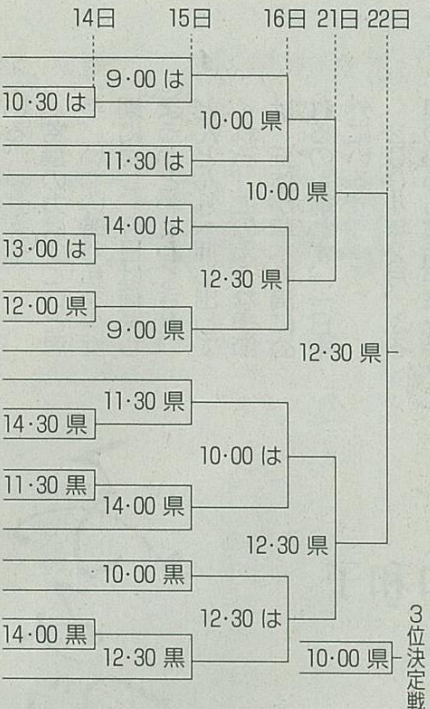 14日 15日 16日 21日 22日
9・00 は
10・30 は
10・00 県
11・30 は
10・00 県
14・00 は
13・00 は
12・30 県
12・00 県
9・00 県
12・30 県
11・30 県
14・30 県
10・00 は
11・30 黒
14・00 県
12・30 県
10・00 黒
12・30 は
14・00 黒
12・30 黒
10・00 県
3位決定戦